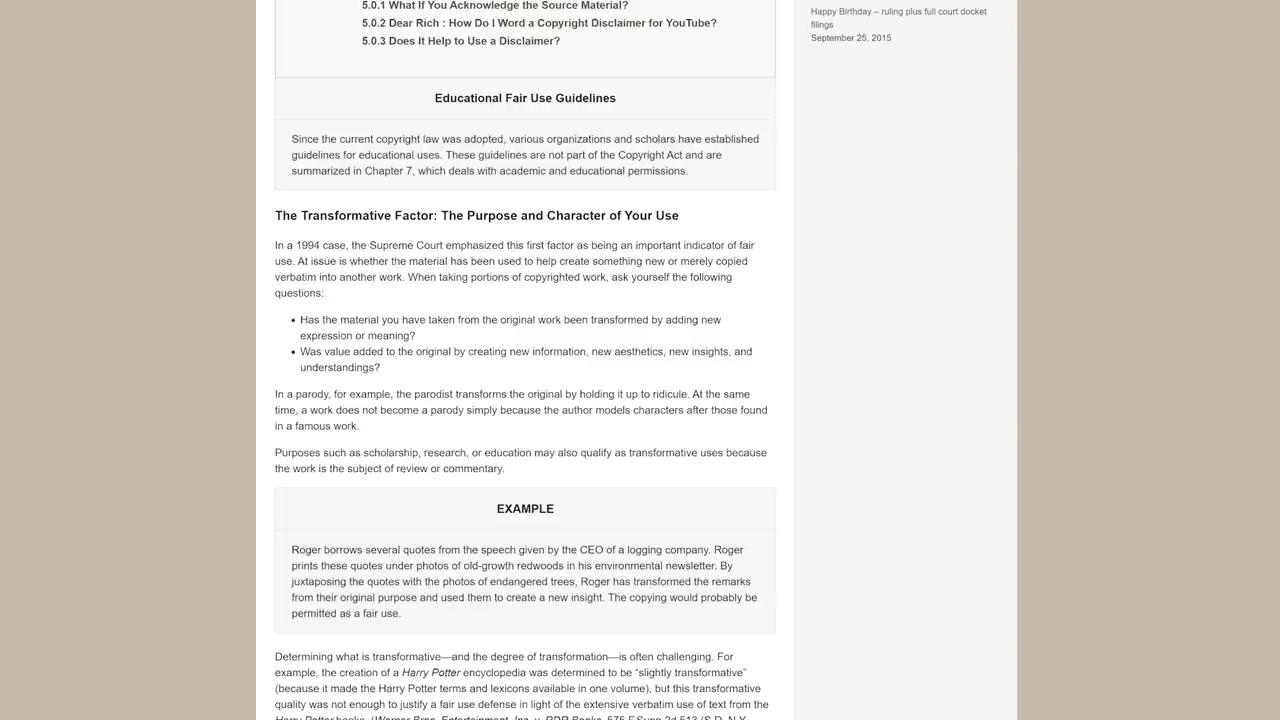 5.0.1 What If You Acknowledge the Source Material?
5.0.2 Dear Rich : How Do I Word a Copyright Disclaimer for YouTube?
5.0.3 Does It Help to Use a Disclaimer?
Educational Fair Use Guidelines
Since the current copyright law was adopted, various organizations and scholars have established
guidelines for educational uses. These guidelines are not part of the Copyright Act and are
summarized in Chapter 7, which deals with academic and educational permissions.
The Transformative Factor: The Purpose and Character of Your Use
In a 1994 case, the Supreme Court emphasized this first factor as being an important indicator of fair
use. At issue is whether the material has been used to help create something new or merely copied
verbatim into another work. When taking portions of copyrighted work, ask yourself the following
questions:
• Has the material you have taken from the original work been transformed by adding new
expression or meaning?
• Was value added to the original by creating new information, new aesthetics, new insights, and
understandings?
In a parody, for example, the parodist transforms the original by holding it up to ridicule. At the same
time, a work does not become a parody simply because the author models characters after those found
in a famous work.
Purposes such as scholarship, research, or education may also qualify as transformative uses because
the work is the subject of review or commentary.
EXAMPLE
Roger borrows several quotes from the speech given by the CEO of a logging company. Roger
prints these quotes under photos of old-growth redwoods in his environmental newsletter. By
juxtaposing the quotes with the photos of endangered trees, Roger has transformed the remarks
from their original purpose and used them to create a new insight. The copying would probably be
permitted as a fair use.
Determining what is transformative—and the degree of transformation—is often challenging. For
example, the creation of a Harry Potter encyclopedia was determined to be “slightly transformative”
(because it made the Harry Potter terms and lexicons available in one volume), but this transformative
quality was not enough to justify a fair use defense in light of the extensive verbatim use of text from the
Harry Potter books. (Warner Bros. Entertainment, Inc. v. RDR Books, 575 F.Supp.2d 513 (S.D. N.Y.
Happy Birthday – ruling plus full court docket
filings
September 25, 2015